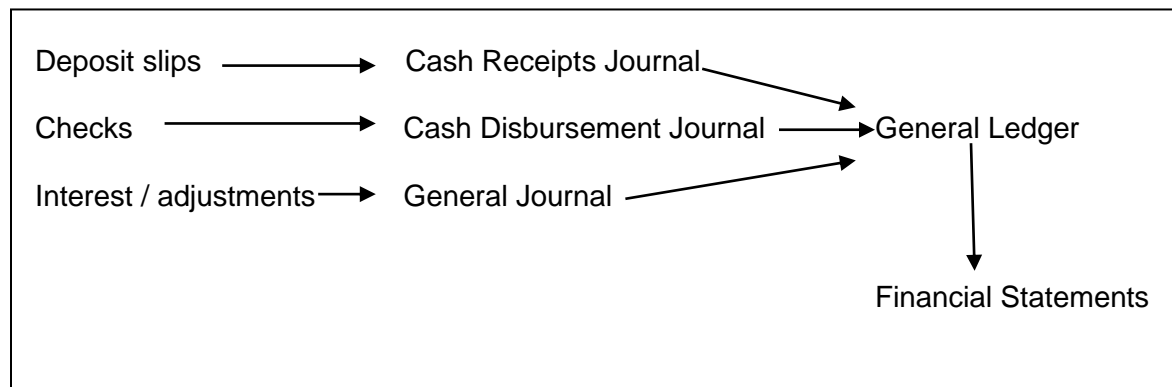 Deposit slips Cash Receipts Journal
Checks Cash Disbursement Journal General Ledger
Interest / adjustments General Journal
Financial Statements